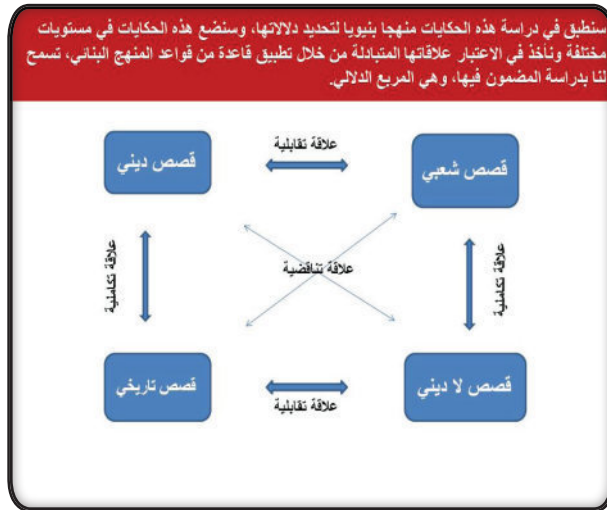 سنطبق في دراسة هذه الحكايات منهجا بنيويا لتحديد دلالاتها، وسنضع هذه الحكايات في مستويات
مختلفة ونأخذ في الاعتبار علاقاتها المتبادلة من خلال تطبيق قاعدة من قواعد المنهج البنائي، تسمح
لنا بدراسة المضمون فيها، وهي المربع الدلالي.
قصص شعبي
علاقة تقابلية
قصص ديني
علاقة تكاملية
علاقة تناقضية
علاقة تكاملية
قصص لا ديني
علاقة تقابلية
قصص تاريخي